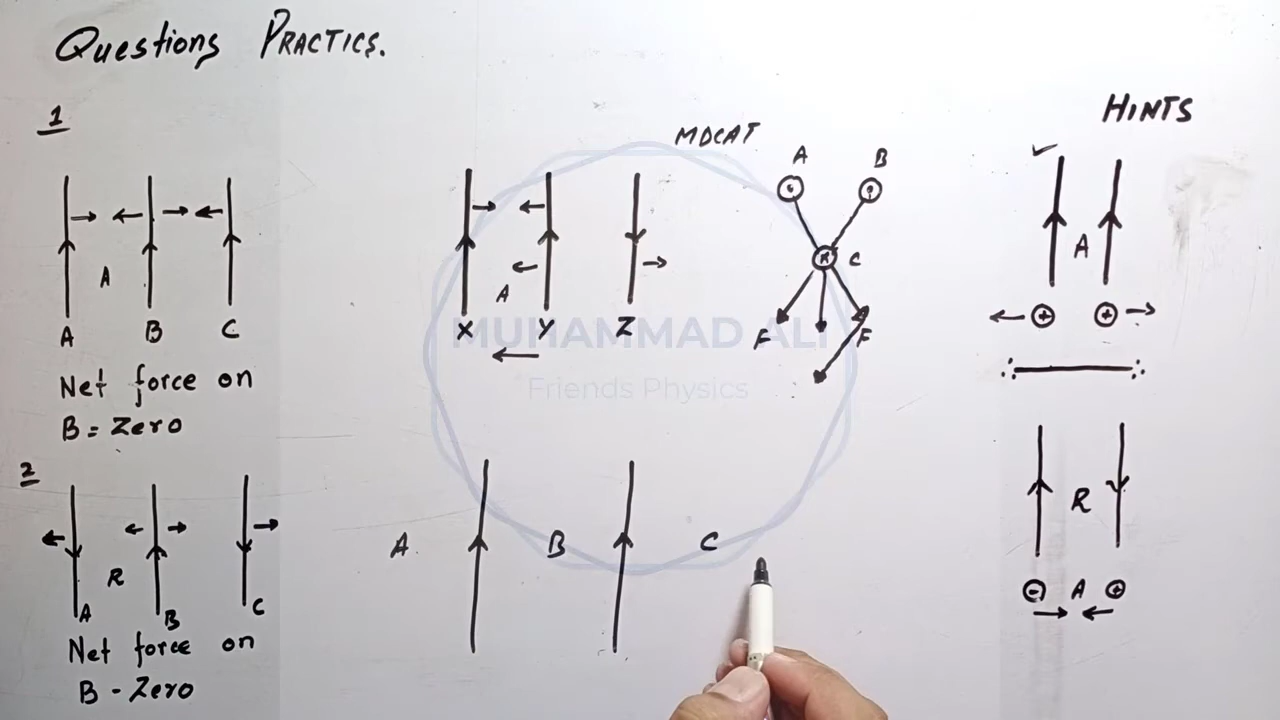 Questions PRACTICS.
1
A
A B C
Net force on
B = Zero
2
R
A B C
Net force on
B - Zero
MDCAT
A
X Y Z
A B
C
F F
MUHAMMAD ALI
Friends Physics
A B C
HINTS
A
+ +
R
- A +